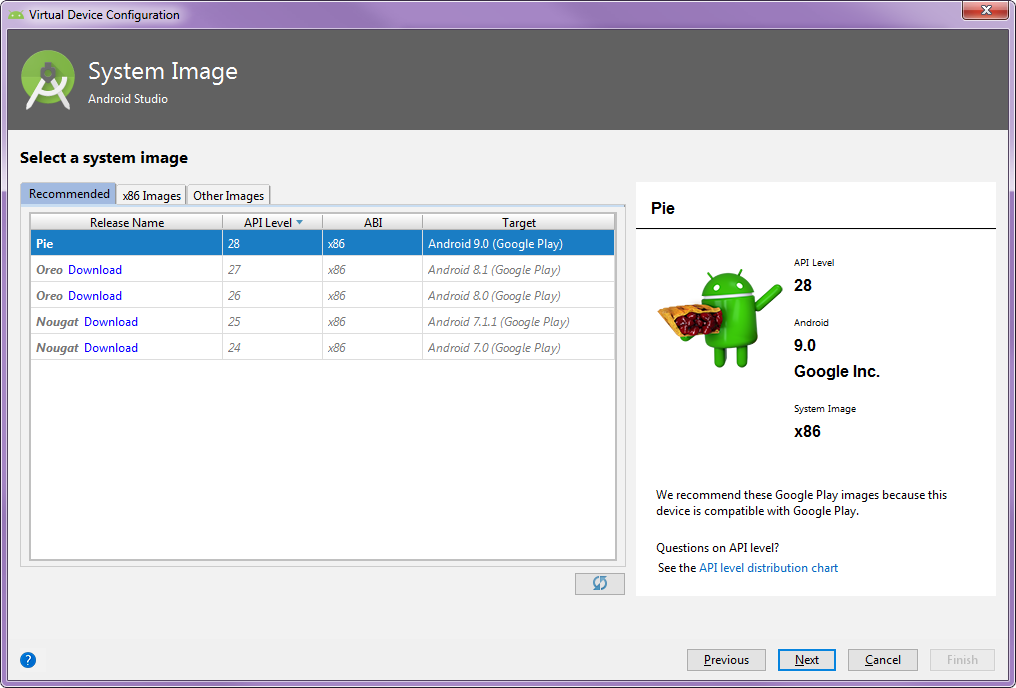 Virtual Device Configuration
System Image
Android Studio
Select a system image
Recommended x86 Images Other Images
Release Name API Level ABI Target
Pie 28 x86 Android 9.0 (Google Play)
Oreo Download 27 x86 Android 8.1 (Google Play)
Oreo Download 26 x86 Android 8.0 (Google Play)
Nougat Download 25 x86 Android 7.1.1 (Google Play)
Nougat Download 24 x86 Android 7.0 (Google Play)
Pie
API Level
28
Android
9.0
Google Inc.
System Image
x86
We recommend these Google Play images because this
device is compatible with Google Play.
Questions on API level?
See the API level distribution chart
?
Previous Next Cancel Finish